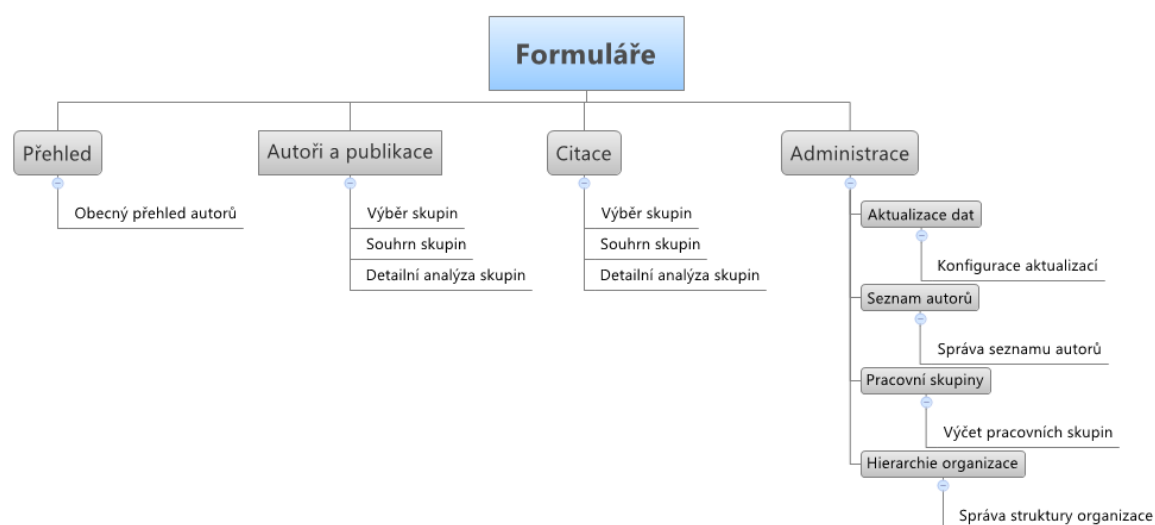 Formuláře
Přehled
Obecný přehled autorů
Autoři a publikace
Výběr skupin
Souhrn skupin
Detailní analýza skupin
Citace
Výběr skupin
Souhrn skupin
Detailní analýza skupin
Administrace
Aktualizace dat
Konfigurace aktualizací
Seznam autorů
Správa seznamu autorů
Pracovní skupiny
Výčet pracovních skupin
Hierarchie organizace
Správa struktury organizace